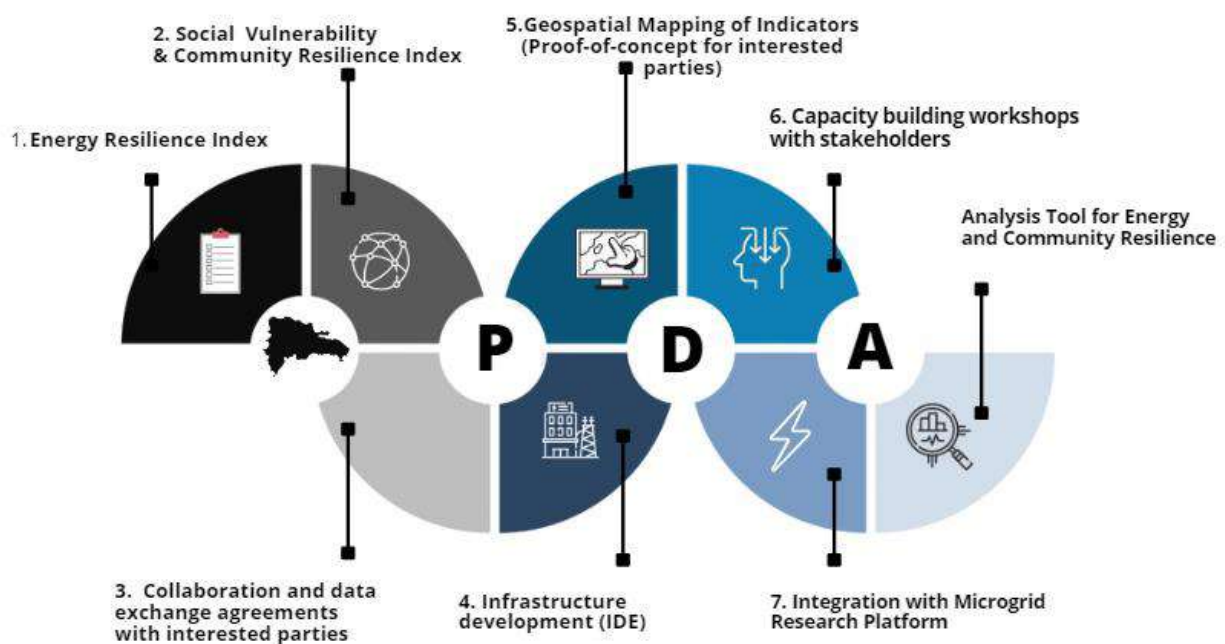 1. Energy Resilience Index
2. Social Vulnerability
& Community Resilience Index
3. Collaboration and data
exchange agreements
with interested parties
4. Infrastructure
development (IDE)
5.Geospatial Mapping of Indicators
(Proof-of-concept for interested
parties)
6. Capacity building workshops
with stakeholders
7. Integration with Microgrid
Research Platform
Analysis Tool for Energy
and Community Resilience
P
D
A